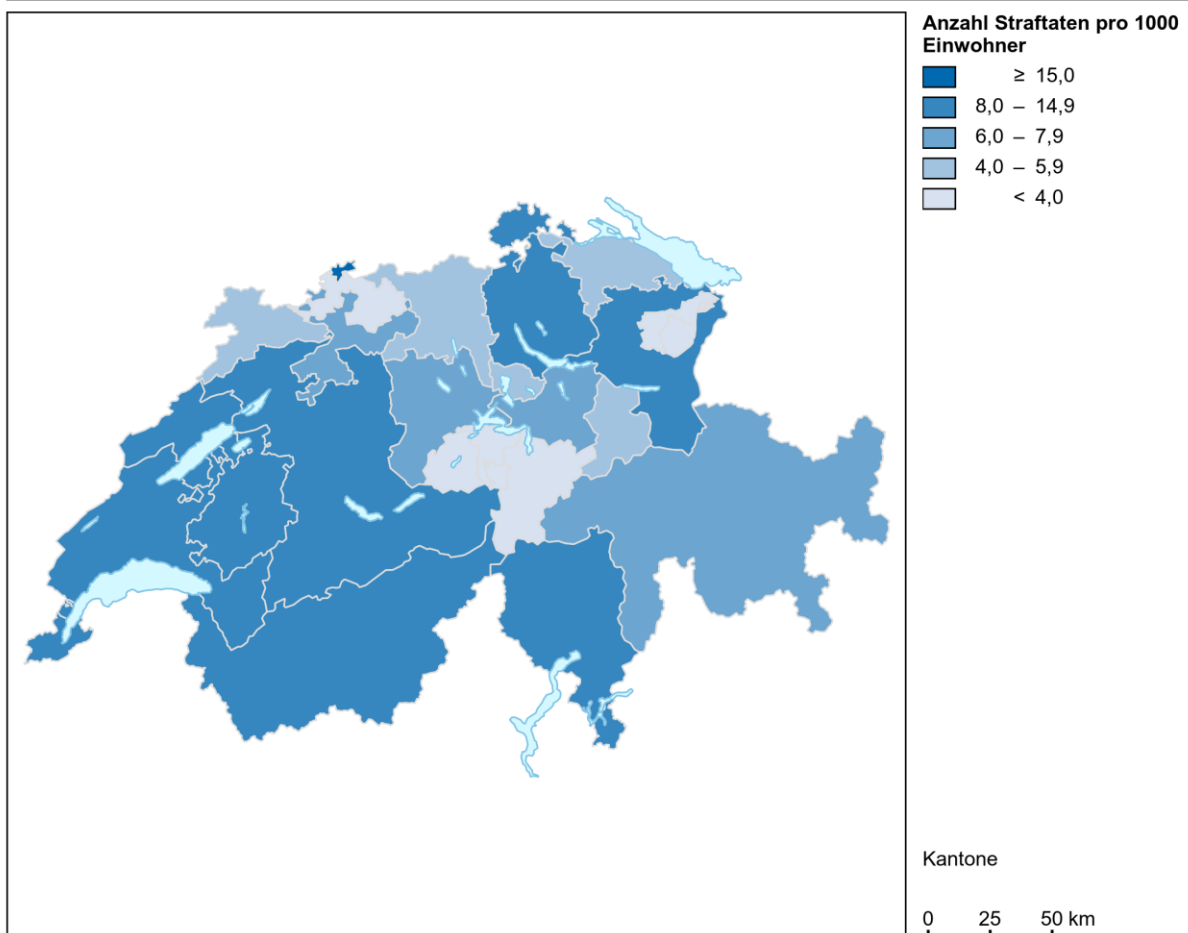 Anzahl Straftaten pro 1000
Einwohner
≥ 15,0
8,0 – 14,9
6,0 – 7,9
4,0 – 5,9
< 4,0
Kantone
0 25 50 km